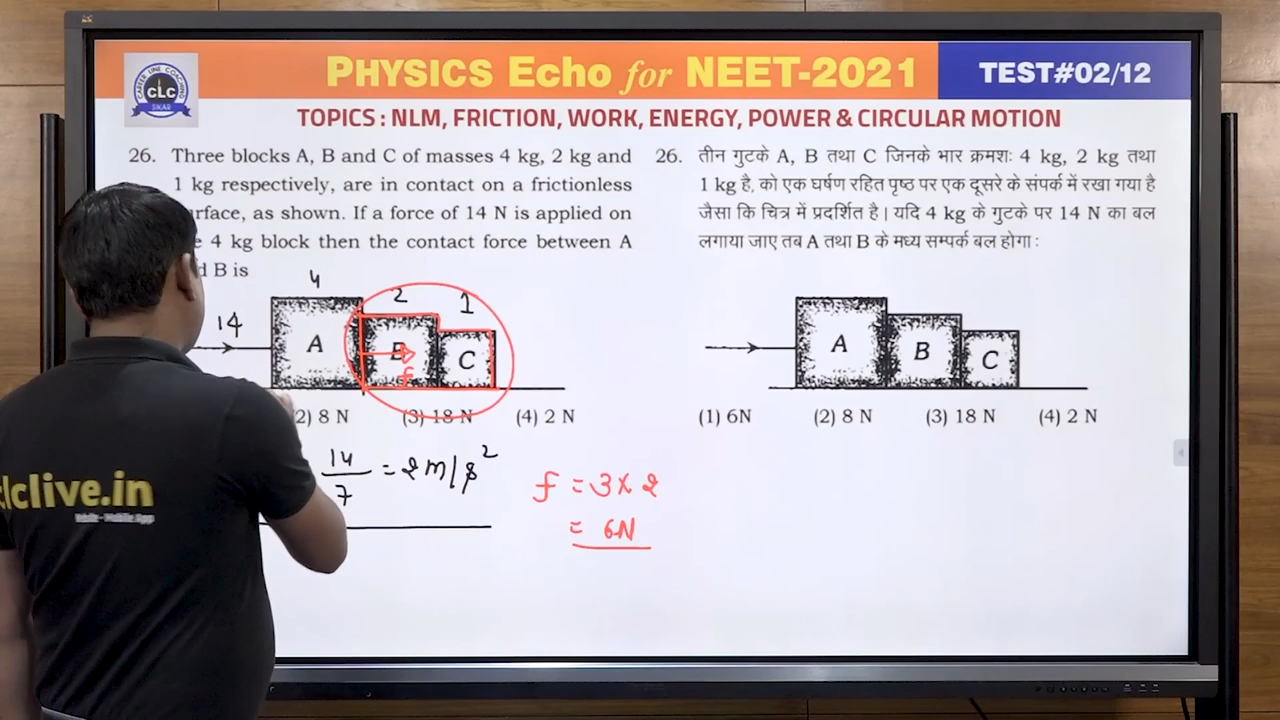 PHYSICS Echo for NEET-2021
TEST#02/12
CLC
SIKAR
TOPICS : NLM, FRICTION, WORK, ENERGY, POWER & CIRCULAR MOTION
26. Three blocks A, B and C of masses 4 kg, 2 kg and
1 kg respectively, are in contact on a frictionless
as shown. If a force of 14 N is applied on
4 kg block then the contact force between A
B is
4
2
1
14
A
B
C
f
(2) 8 N (3) 18 N (4) 2 N
14
= 2 m/s²
7
f = 3 × 2
= 6N
26. तीन गुटके A, B तथा C जिनके भार क्रमशः 4 kg, 2 kg तथा
1 kg है, को एक घर्षण रहित पृष्ठ पर एक दूसरे के संपर्क में रखा गया है
जैसा कि चित्र में प्रदर्शित है। यदि 4 kg के गुटके पर 14 N का बल
लगाया जाए तब A तथा B के मध्य सम्पर्क बल होगा :
A
B
C
(1) 6N (2) 8 N (3) 18 N (4) 2 N
clclive.in